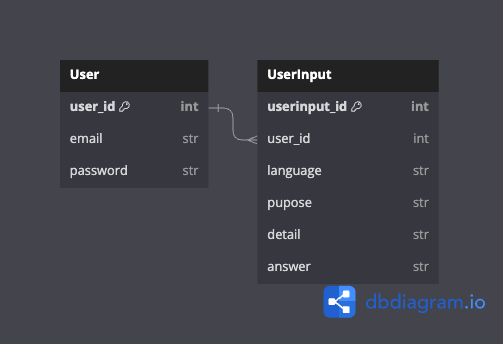 User
user_id int
email str
password str
UserInput
userinput_id int
user_id int
language str
pupose str
detail str
answer str
dbdiagram.io